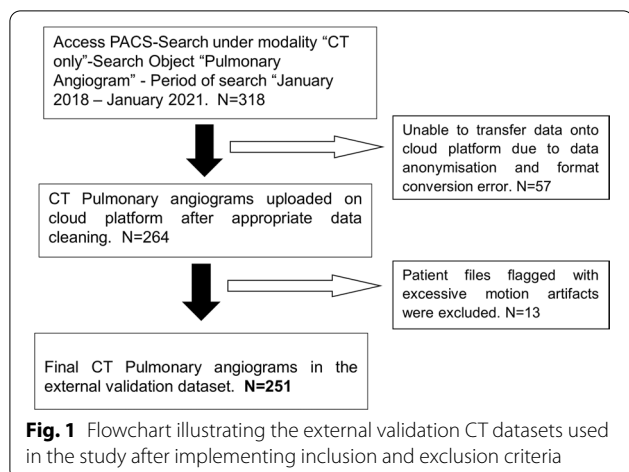 Access PACS-Search under modality “CT
only”-Search Object “Pulmonary
Angiogram” - Period of search “January
2018 – January 2021. N=318
Unable to transfer data onto
cloud platform due to data
anonymisation and format
conversion error. N=57
CT Pulmonary angiograms uploaded on
cloud platform after appropriate data
cleaning. N=264
Patient files flagged with
excessive motion artifacts
were excluded. N=13
Final CT Pulmonary angiograms in the
external validation dataset. N=251
Fig. 1 Flowchart illustrating the external validation CT datasets used
in the study after implementing inclusion and exclusion criteria